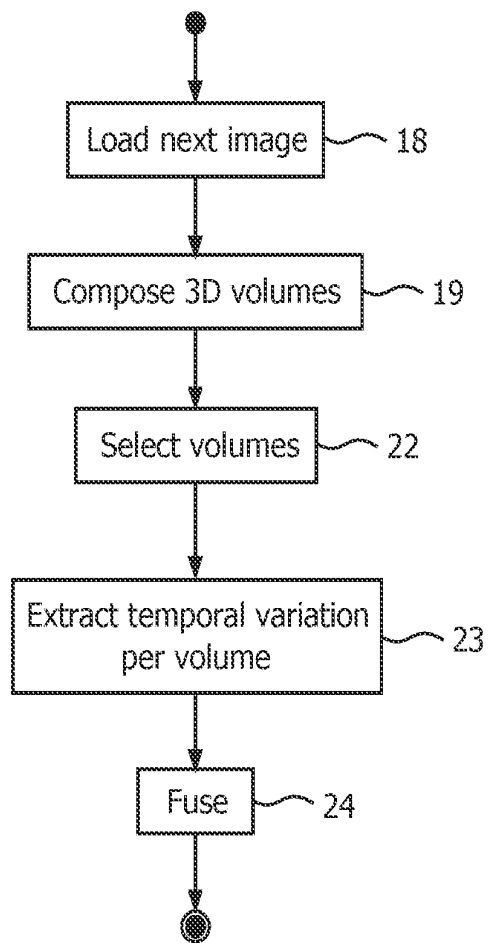 Load next image
18
Compose 3D volumes
19
Select volumes
22
Extract temporal variation
per volume
23
Fuse
24